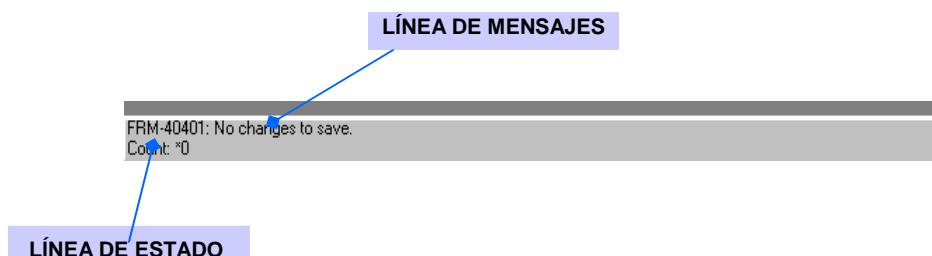 LÍNEA DE MENSAJES
FRM-40401: No changes to save.
Count: *0
LÍNEA DE ESTADO